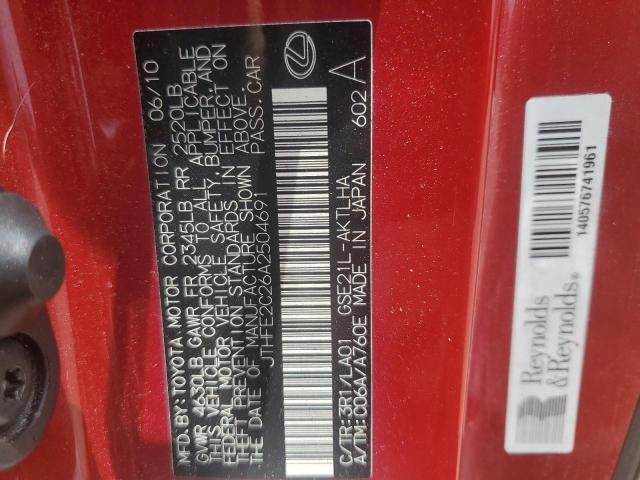 MFD.BY:TOYOTA MOTOR CORPORATION 06/10
GVWR 4630LB GAWR FR 2345LB RR 2520LB
THIS VEHICLE CONFORMS TO ALL APPLICABLE
FEDERAL MOTOR VEHICLE SAFETY,BUMPER,AND
THEFT PREVENTION STANDARDS IN EFFECT ON
THE DATE OF MANUFACTURE SHOWN ABOVE.
JTHFE2C26A2504691 PASS.CAR
C/TR:3R1/LA01 GSE21L-AKTLHA
A/TM:C06A/A760E MADE IN JAPAN 602 A
140576741961
Reynolds
&Reynolds®